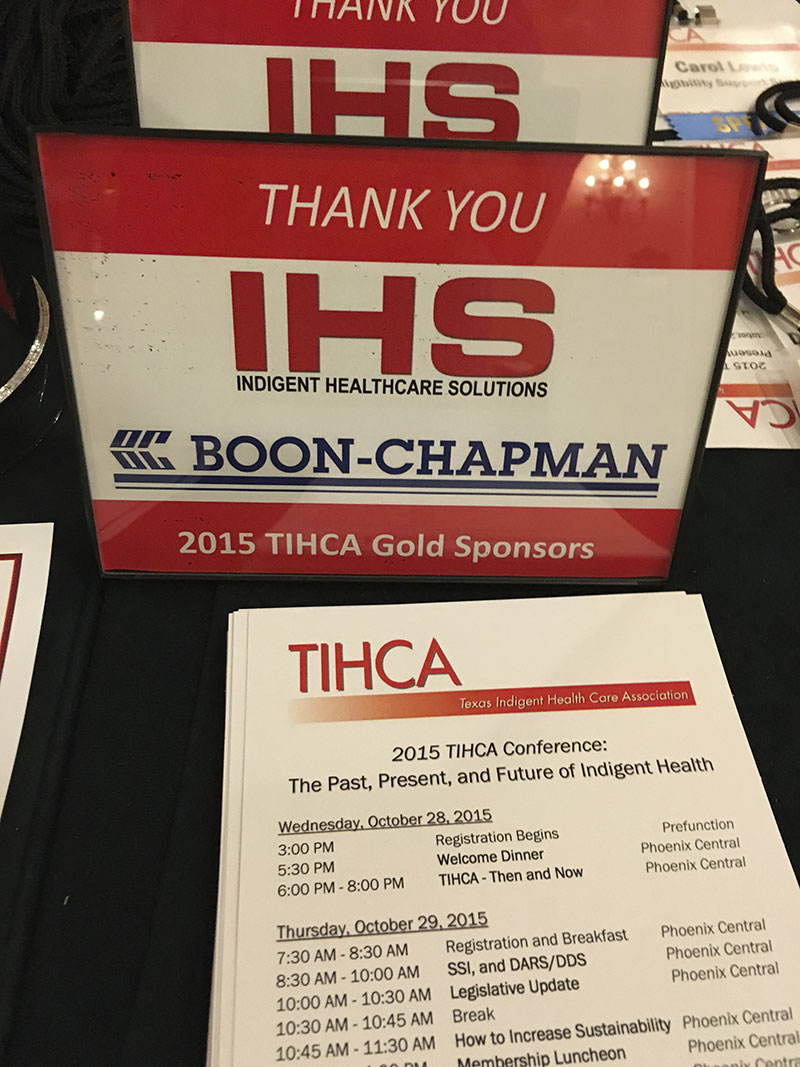 THANK YOU
IHS
CA
Carol Lewis
THANK YOU
IHS
INDIGENT HEALTHCARE SOLUTIONS
BOON-CHAPMAN
2015 TIHCA Gold Sponsors
TIHCA
Texas Indigent Health Care Association
2015 TIHCA Conference:
The Past, Present, and Future of Indigent Health
Wednesday, October 28, 2015
3:00 PM Registration Begins Prefunction
5:30 PM Welcome Dinner Phoenix Central
6:00 PM - 8:00 PM TIHCA - Then and Now Phoenix Central
Thursday, October 29, 2015
7:30 AM - 8:30 AM Registration and Breakfast Phoenix Central
8:30 AM - 10:00 AM SSI, and DARS/DDS Phoenix Central
10:00 AM - 10:30 AM Legislative Update Phoenix Central
10:30 AM - 10:45 AM Break
10:45 AM - 11:30 AM How to Increase Sustainability Phoenix Central
Membership Luncheon Phoenix Central